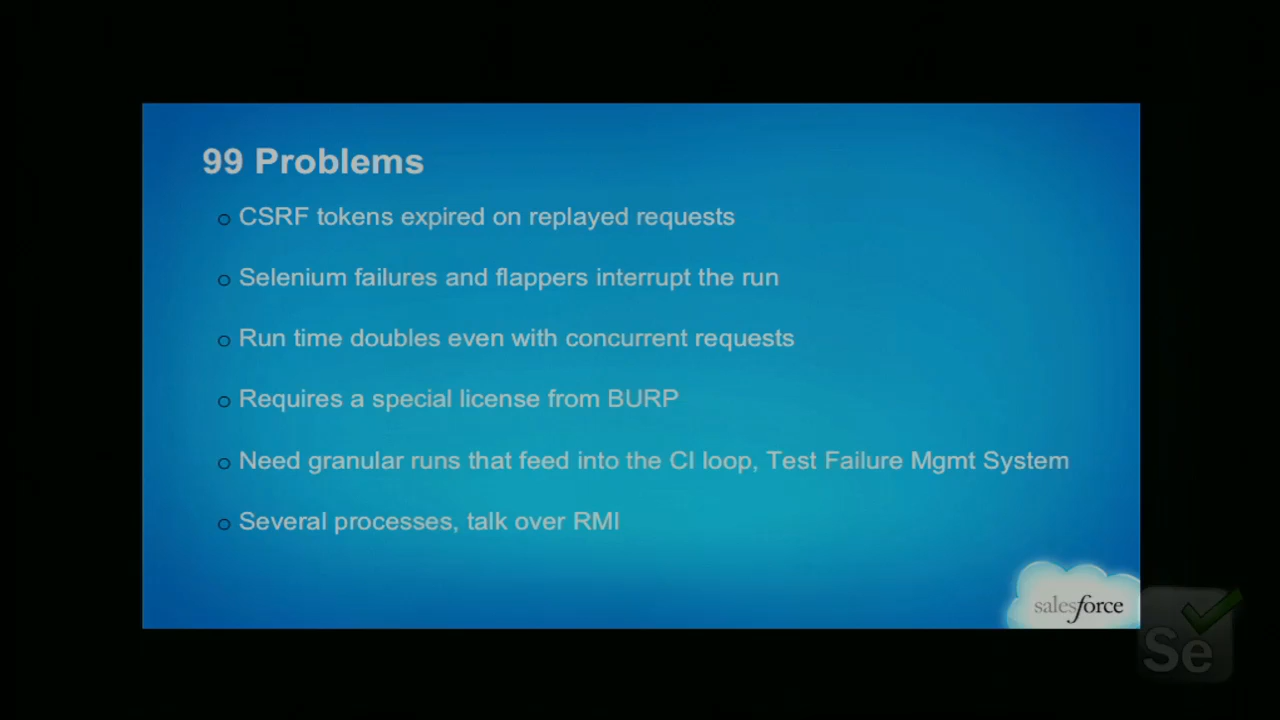 99 Problems
CSRF tokens expired on replayed requests
Selenium failures and flappers interrupt the run
Run time doubles even with concurrent requests
Requires a special license from BURP
Need granular runs that feed into the CI loop, Test Failure Mgmt System
Several processes, talk over RMI
salesforce
Se